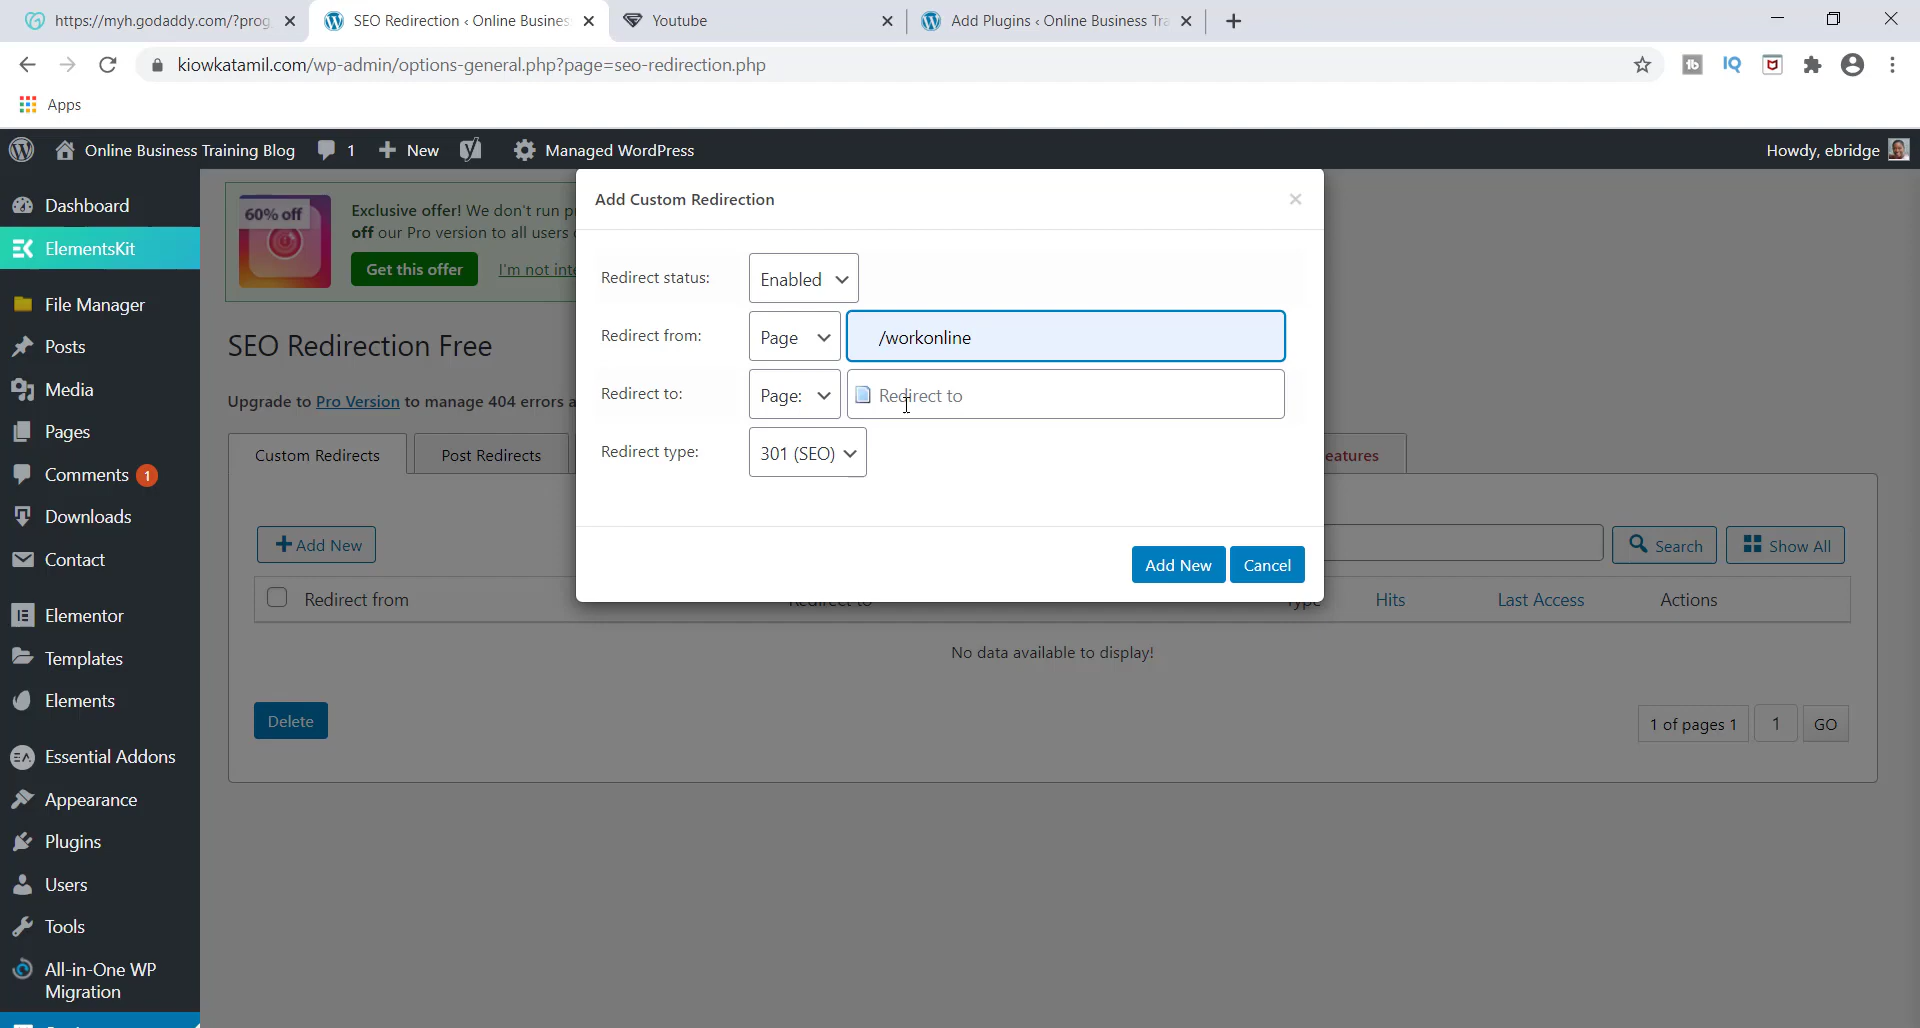 https://myh.godaddy.com/?prog
SEO Redirection ‹ Online Busines
Youtube
Add Plugins ‹ Online Business Tra
kiowkatamil.com/wp-admin/options-general.php?page=seo-redirection.php
Apps
Online Business Training Blog
1
New
Managed WordPress
Howdy, ebridge
Dashboard
ElementsKit
File Manager
Posts
Media
Pages
Comments 1
Downloads
Contact
Elementor
Templates
Elements
Essential Addons
Appearance
Plugins
Users
Tools
All-in-One WP
Migration
60% off
Exclusive offer! We don't run
off our Pro version to all users
Get this offer
I'm not
SEO Redirection Free
Upgrade to Pro Version to manage 404 errors
Custom Redirects
Post Redirects
eatures
Add Custom Redirection
Redirect status:
Enabled
Redirect from:
Page
/workonline
Redirect to:
Page:
Redirect to
Redirect type:
301 (SEO)
Add New
Cancel
Add New
Search
Show All
Redirect from
Redirect to
Type
Hits
Last Access
Actions
No data available to display!
Delete
1 of pages 1
1
GO